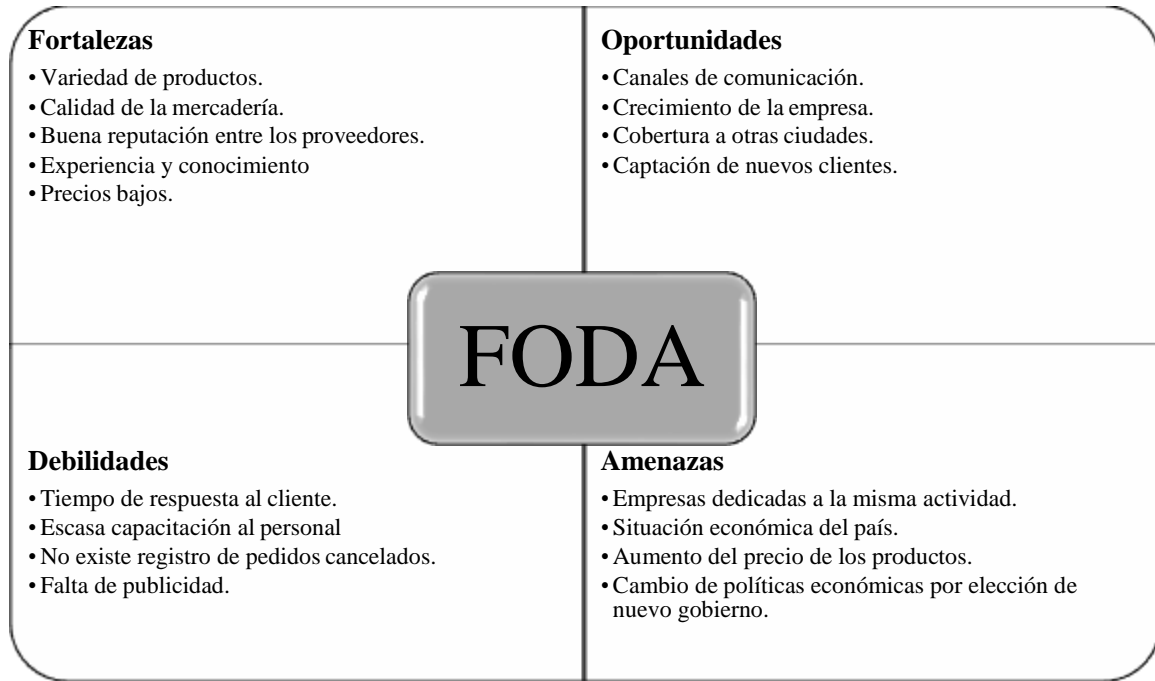 Fortalezas
• Variedad de productos.
• Calidad de la mercadería.
• Buena reputación entre los proveedores.
• Experiencia y conocimiento
• Precios bajos.
Oportunidades
• Canales de comunicación.
• Crecimiento de la empresa.
• Cobertura a otras ciudades.
• Captación de nuevos clientes.
FODA
Debilidades
• Tiempo de respuesta al cliente.
• Escasa capacitación al personal
• No existe registro de pedidos cancelados.
• Falta de publicidad.
Amenazas
• Empresas dedicadas a la misma actividad.
• Situación económica del país.
• Aumento del precio de los productos.
• Cambio de políticas económicas por elección de
nuevo gobierno.